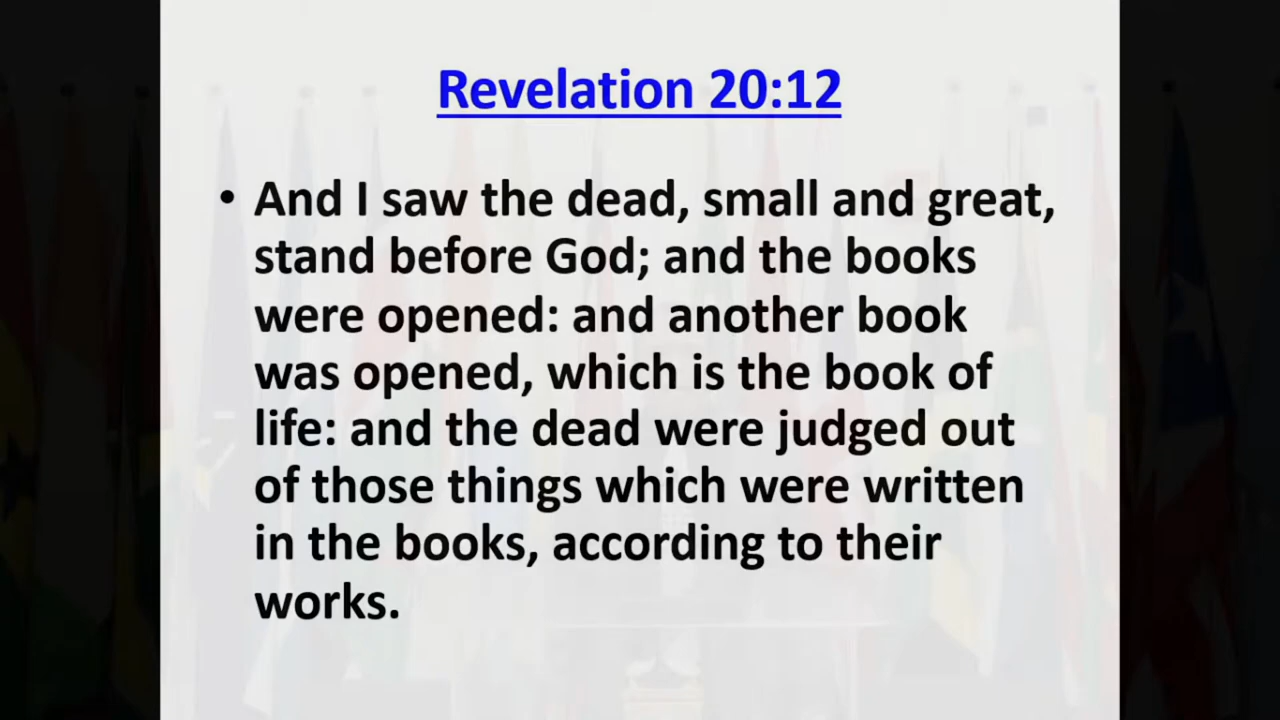 Revelation 20:12
• And I saw the dead, small and great,
stand before God; and the books
were opened: and another book
was opened, which is the book of
life: and the dead were judged out
of those things which were written
in the books, according to their
works.